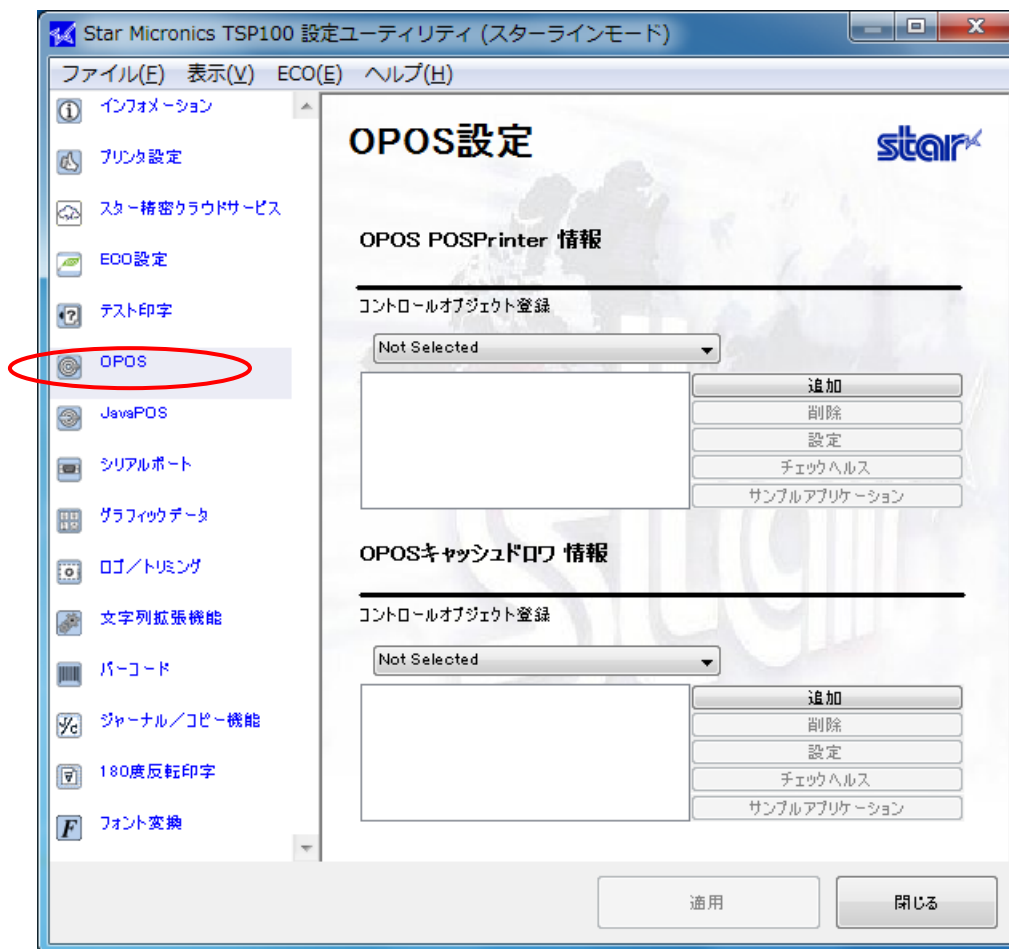 Star Micronics TSP100 設定ユーティリティ (スターラインモード)
ファイル(F) 表示(V) ECO(E) ヘルプ(H)
インフォメーション
プリンタ設定
スター精密クラウドサービス
ECO設定
テスト印字
OPOS
JavaPOS
シリアルポート
グラフィックデータ
ロゴ/トリミング
文字列拡張機能
バーコード
ジャーナル/コピー機能
180度反転印字
フォント変換
OPOS設定
star
OPOS POSPrinter 情報
コントロールオブジェクト登録
Not Selected
追加
削除
設定
チェックヘルス
サンプルアプリケーション
OPOSキャッシュドロワ 情報
コントロールオブジェクト登録
Not Selected
追加
削除
設定
チェックヘルス
サンプルアプリケーション
適用
閉じる